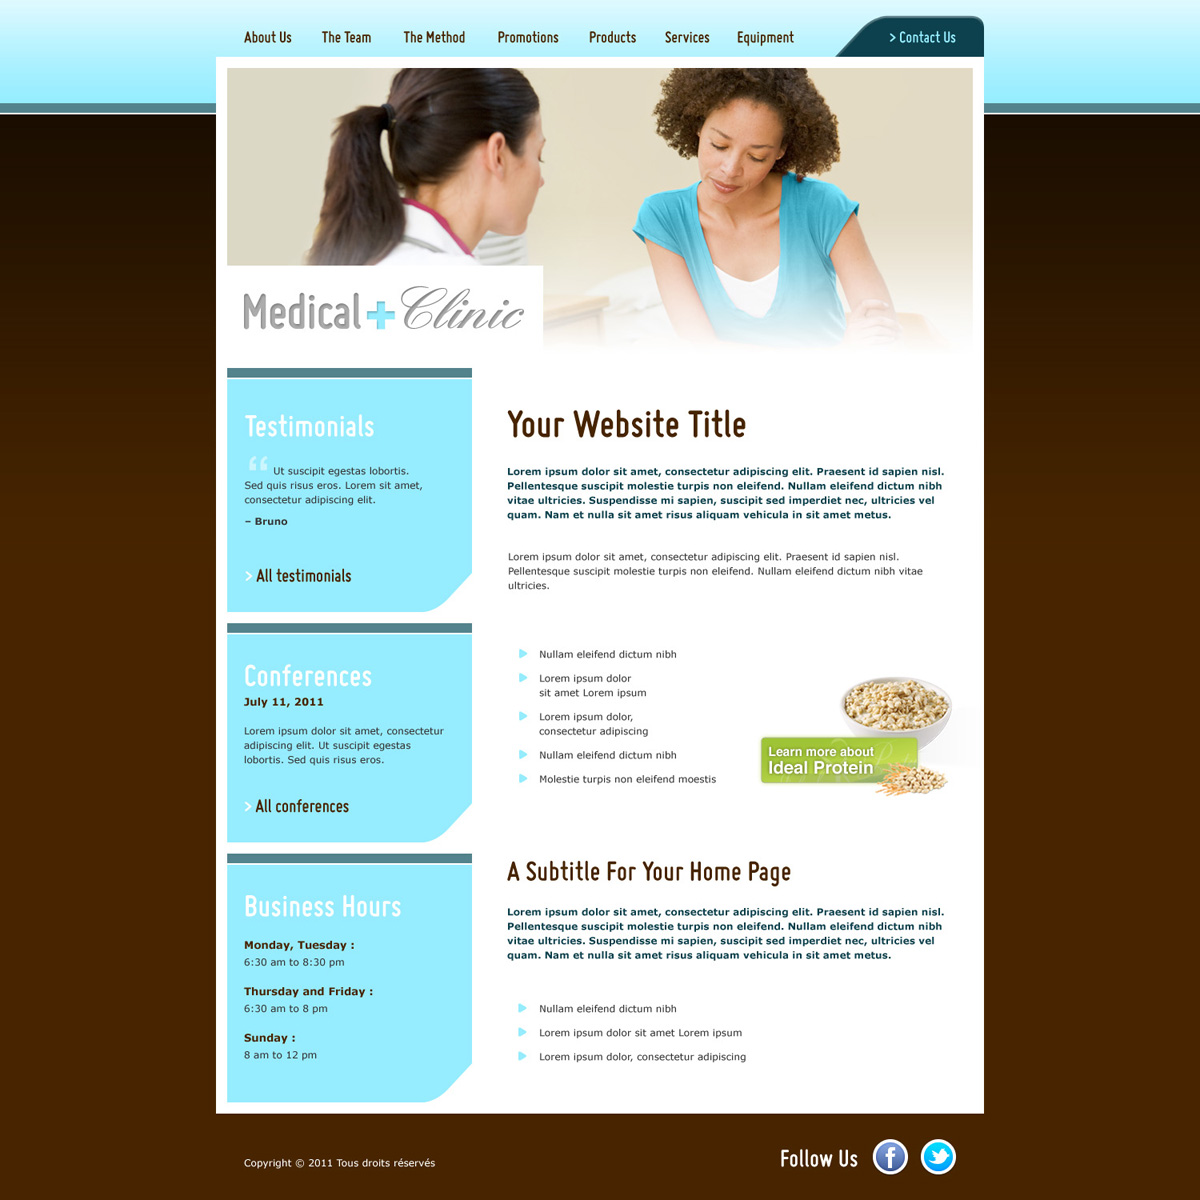 About Us The Team The Method Promotions Products Services Equipment > Contact Us
Medical + Clinic
Testimonials
“ Ut suscipit egestas lobortis.
Sed quis risus eros. Lorem sit amet,
consectetur adipiscing elit.
– Bruno
> All testimonials
Conferences
July 11, 2011
Lorem ipsum dolor sit amet, consectetur
adipiscing elit. Ut suscipit egestas
lobortis. Sed quis risus eros.
> All conferences
Business Hours
Monday, Tuesday :
6:30 am to 8:30 pm
Thursday and Friday :
6:30 am to 8 pm
Sunday :
8 am to 12 pm
Your Website Title
Lorem ipsum dolor sit amet, consectetur adipiscing elit. Praesent id sapien nisl.
Pellentesque suscipit molestie turpis non eleifend. Nullam eleifend dictum nibh
vitae ultricies. Suspendisse mi sapien, suscipit sed imperdiet nec, ultricies vel
quam. Nam et nulla sit amet risus aliquam vehicula in sit amet metus.
Lorem ipsum dolor sit amet, consectetur adipiscing elit. Praesent id sapien nisl.
Pellentesque suscipit molestie turpis non eleifend. Nullam eleifend dictum nibh vitae
ultricies.
Nullam eleifend dictum nibh
Lorem ipsum dolor
sit amet Lorem ipsum
Lorem ipsum dolor,
consectetur adipiscing
Nullam eleifend dictum nibh
Molestie turpis non eleifend moestis
Learn more about
Ideal Protein
A Subtitle For Your Home Page
Lorem ipsum dolor sit amet, consectetur adipiscing elit. Praesent id sapien nisl.
Pellentesque suscipit molestie turpis non eleifend. Nullam eleifend dictum nibh
vitae ultricies. Suspendisse mi sapien, suscipit sed imperdiet nec, ultricies vel
quam. Nam et nulla sit amet risus aliquam vehicula in sit amet metus.
Nullam eleifend dictum nibh
Lorem ipsum dolor sit amet Lorem ipsum
Lorem ipsum dolor, consectetur adipiscing
Copyright © 2011 Tous droits réservés
Follow Us f